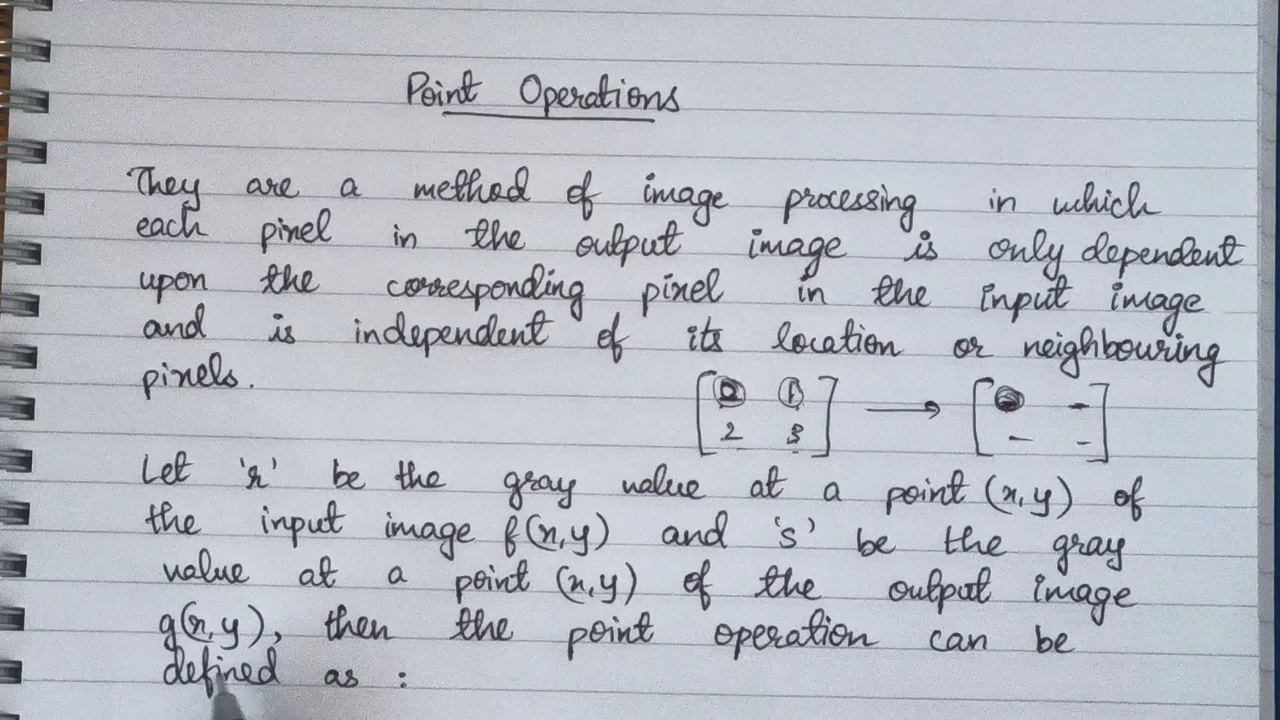 Point Operations
They are a method of image processing in which
each pixel in the output image is only dependent
upon the corresponding pixel in the input image
and is independent of its location or neighbouring
pixels.
[ 1 ] → [ - ]
2 3 - -
Let 'r' be the gray value at a point (x,y) of
the input image f(x,y) and 's' be the gray
value at a point (x,y) of the output image
g(x,y), then the point operation can be
defined as :